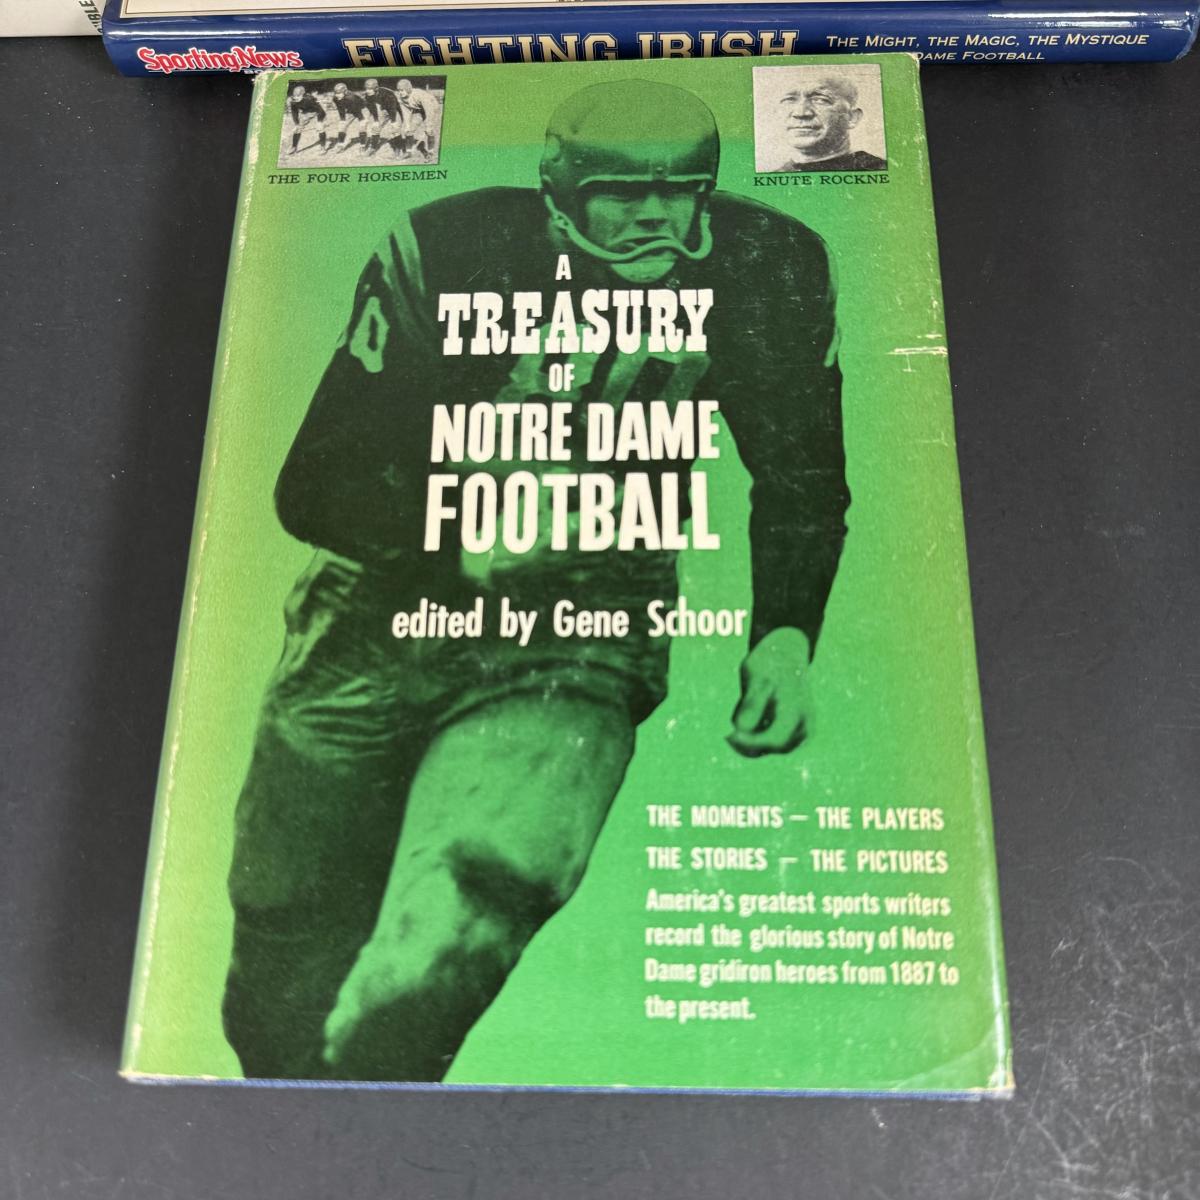 BLE
SportingNews
BO
FIGHTING IRISH
THE MIGHT, THE MAGIC, THE MYSTIQUE
DAME FOOTBALL
THE FOUR HORSEMEN
KNUTE ROCKNE
A
TREASURY
OF
NOTRE DAME
FOOTBALL
edited by Gene Schoor
THE MOMENTS — THE PLAYERS
THE STORIES — THE PICTURES
America's greatest sports writers
record the glorious story of Notre
Dame gridiron heroes from 1887 to
the present.